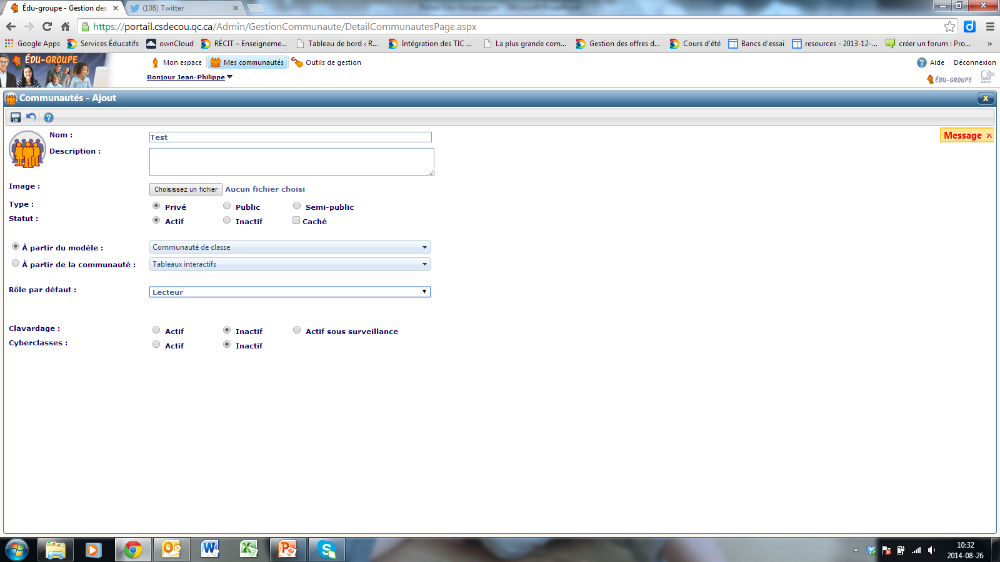 Édu-groupe - Gestion des
(108) Twitter
https://portail.csdecou.qc.ca/Admin/GestionCommunaute/DetailCommunautesPage.aspx
Google Apps Services Éducatifs ownCloud RÉCIT – Enseigneme... Tableau de bord ‹ R... Intégration des TIC ... La plus grande com... Gestion des offres d... Cours d'été Bancs d'essai resources - 2013-12-... créer un forum : Pro... »
ÉDU-GROUPE
Mon espace Mes communautés Outils de gestion
Aide Déconnexion
Bonjour Jean-Philippe
ÉDU-GROUPE
Communautés - Ajout
X
Nom : Test
Message ×
Description :
Image : Choisissez un fichier Aucun fichier choisi
Type : Privé Public Semi-public
Statut : Actif Inactif Caché
À partir du modèle : Communauté de classe
À partir de la communauté : Tableaux interactifs
Rôle par défaut : Lecteur
Clavardage : Actif Inactif Actif sous surveillance
Cyberclasses : Actif Inactif
10:32
2014-08-26